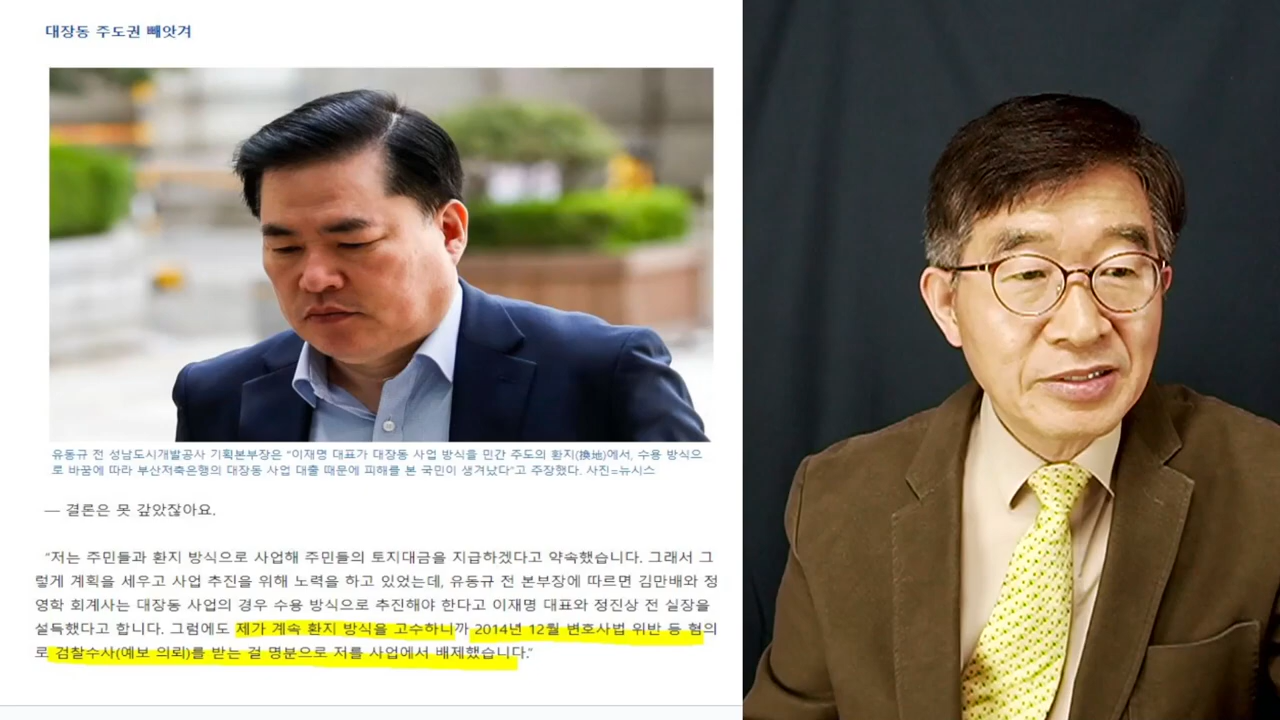 대장동 주도권 빼앗겨
유동규 전 성남도시개발공사 기획본부장은 “이재명 대표가 대장동 사업 방식을 민간 주도의 환지(換地)에서, 수용 방식으
로 바꿈에 따라 부산저축은행의 대장동 사업 대출 때문에 피해를 본 국민이 생겨났다”고 주장했다. 사진=뉴시스
— 결론은 못 갚았잖아요.
“저는 주민들과 환지 방식으로 사업해 주민들의 토지대금을 지급하겠다고 약속했습니다. 그래서 그
렇게 계획을 세우고 사업 추진을 위해 노력을 하고 있었는데, 유동규 전 본부장에 따르면 김만배와 정
영학 회계사는 대장동 사업의 경우 수용 방식으로 추진해야 한다고 이재명 대표와 정진상 전 실장을
설득했다고 합니다. 그럼에도 제가 계속 환지 방식을 고수하니까 2014년 12월 변호사법 위반 등 혐의
로 검찰수사(예보 의뢰)를 받는 걸 명분으로 저를 사업에서 배제했습니다.”